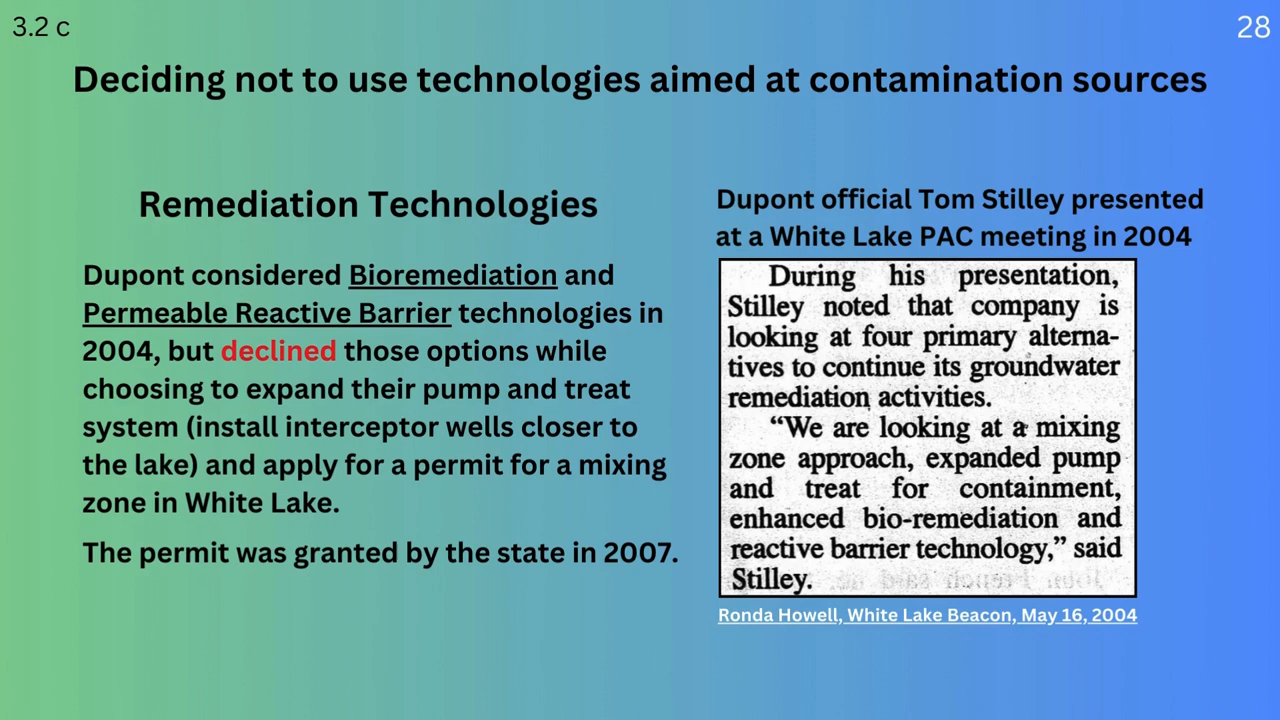 3.2 c
28
Deciding not to use technologies aimed at contamination sources
Remediation Technologies
Dupont considered Bioremediation and
Permeable Reactive Barrier technologies in
2004, but declined those options while
choosing to expand their pump and treat
system (install interceptor wells closer to
the lake) and apply for a permit for a mixing
zone in White Lake.
The permit was granted by the state in 2007.
Dupont official Tom Stilley presented
at a White Lake PAC meeting in 2004
During his presentation,
Stilley noted that company is
looking at four primary alterna-
tives to continue its groundwater
remediation activities.
“We are looking at a mixing
zone approach, expanded pump
and treat for containment,
enhanced bio-remediation and
reactive barrier technology,” said
Stilley.
Ronda Howell, White Lake Beacon, May 16, 2004